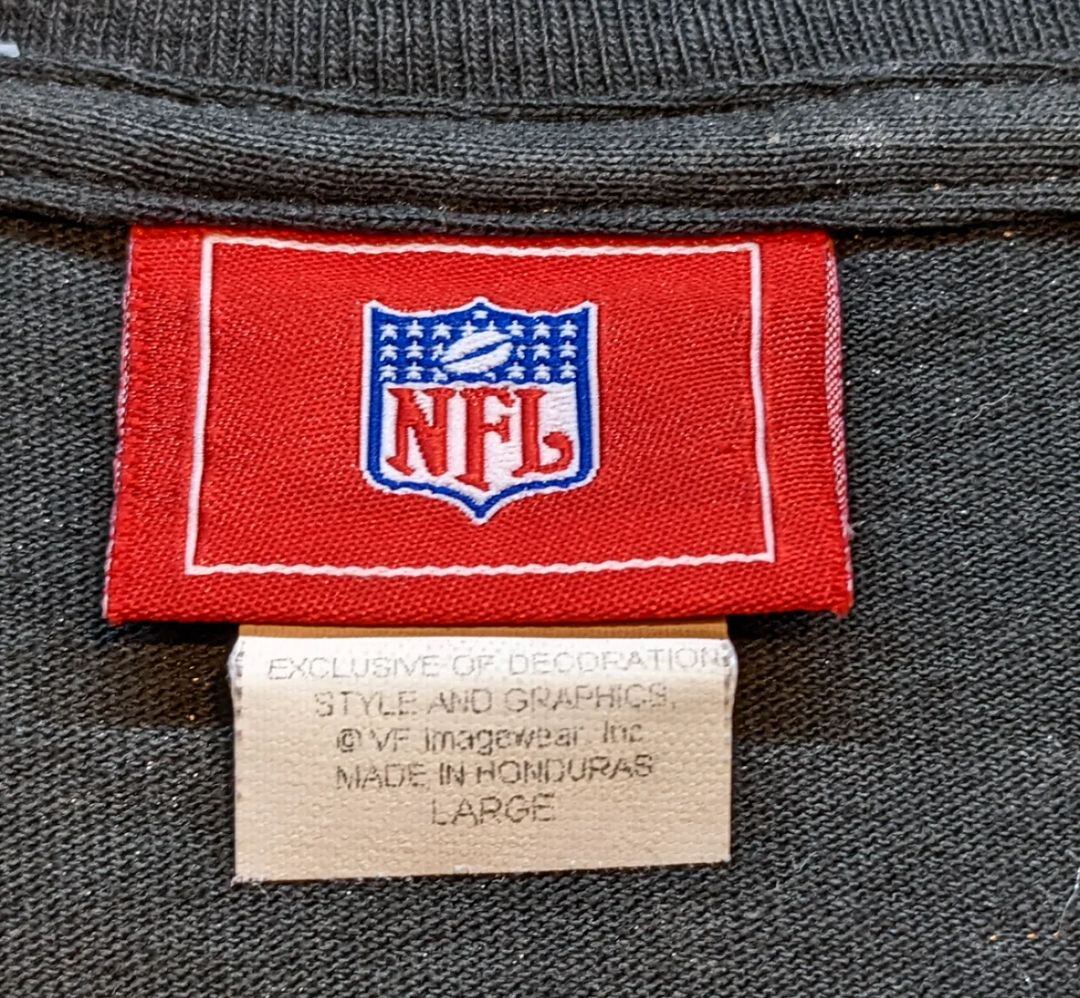 NFL
EXCLUSIVE OF DECORATION
STYLE AND GRAPHICS.
© VF Imagewear, Inc
MADE IN HONDURAS
LARGE